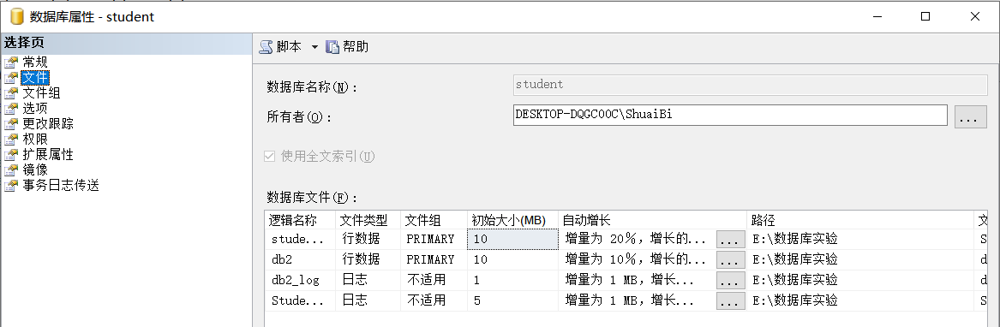 数据库属性 - student
选择页
常规
文件
文件组
选项
更改跟踪
权限
扩展属性
镜像
事务日志传送
脚本 帮助
数据库名称(N): student
所有者(O): DESKTOP-DQGC00C\ShuaiBi ...
使用全文索引(U)
数据库文件(F):
逻辑名称 文件类型 文件组 初始大小(MB) 自动增长 路径 文
stude... 行数据 PRIMARY 10 增量为 20%，增长的... ... E:\数据库实验 S
db2 行数据 PRIMARY 10 增量为 10%，增长的... ... E:\数据库实验 d
db2_log 日志 不适用 1 增量为 1 MB，增长... ... E:\数据库实验 d
Stude... 日志 不适用 5 增量为 1 MB，增长... ... E:\数据库实验 S